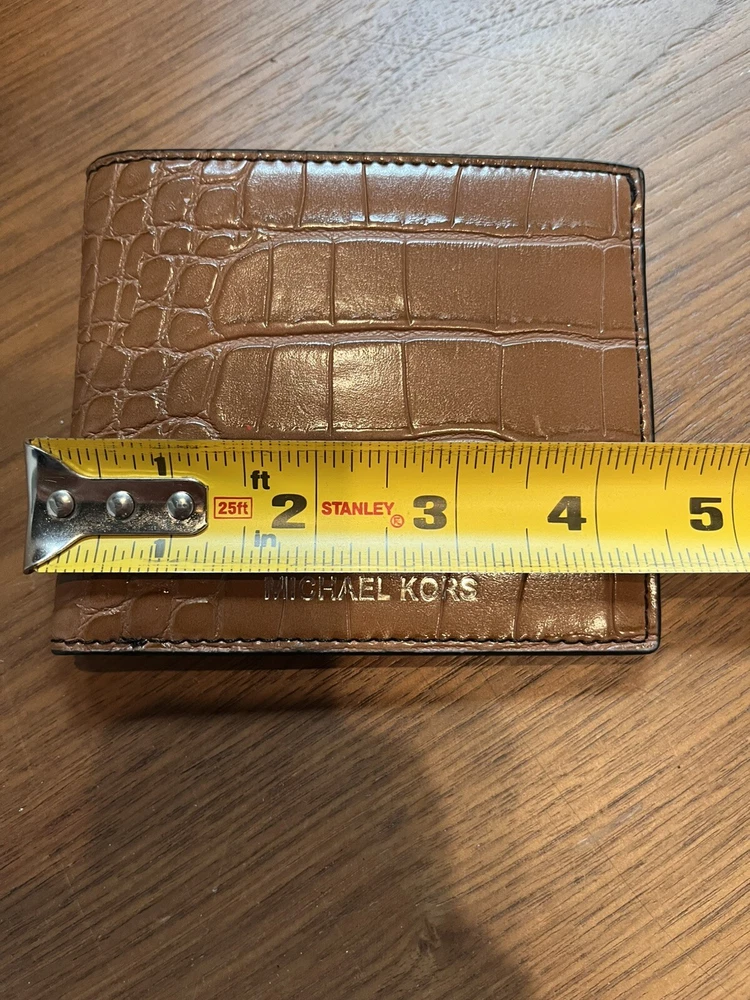 1 ft
25ft 2 STANLEY® 3 4 5
1 in
MICHAEL KORS